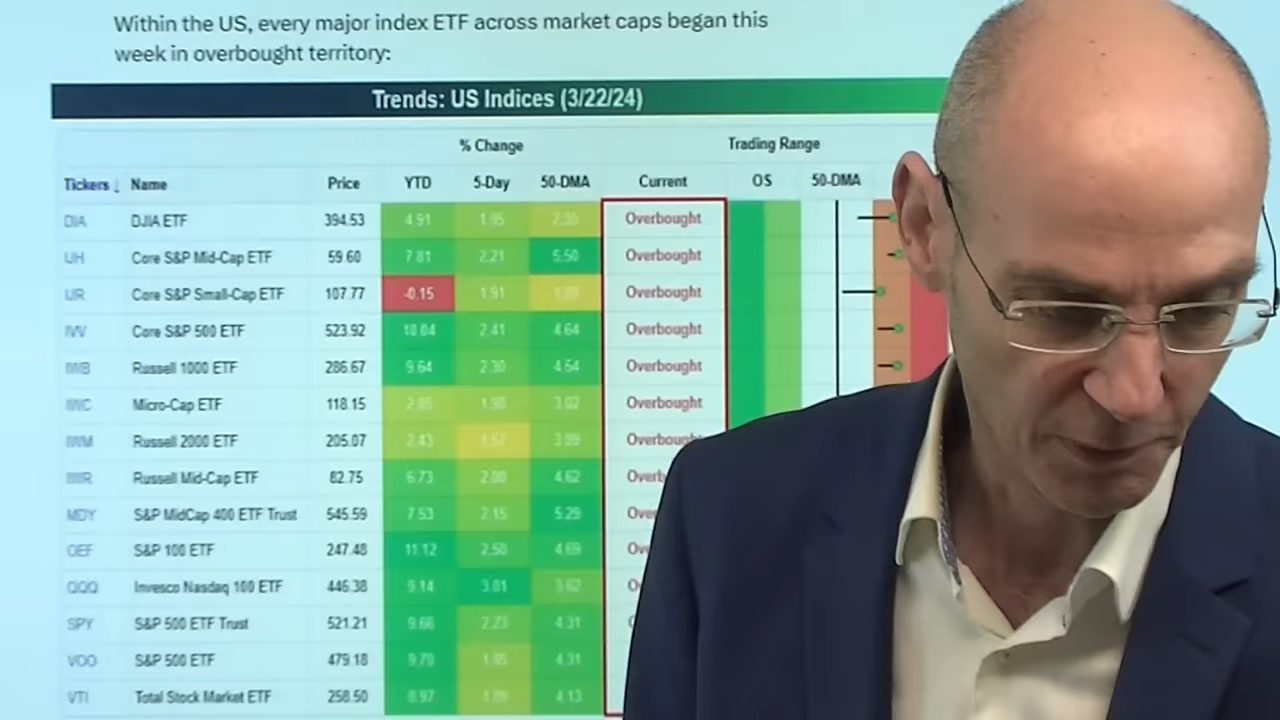 Within the US, every major index ETF across market caps began this
week in overbought territory:
Trends: US Indices (3/22/24)
% Change Trading Range
Tickers Name Price YTD 5-Day 50-DMA Current OS 50-DMA
DIA DJIA ETF 394.53 4.91 1.95 2.35 Overbought
IJH Core S&P Mid-Cap ETF 59.60 7.81 2.21 5.50 Overbought
IJR Core S&P Small-Cap ETF 107.77 -0.15 1.91 Overbought
IVV Core S&P 500 ETF 523.92 10.04 2.41 4.64 Overbought
IWB Russell 1000 ETF 286.67 9.64 2.30 4.54 Overbought
IWC Micro-Cap ETF 118.15 2.05 1.90 3.02 Overbought
IWM Russell 2000 ETF 205.07 2.43 1.57 3.09 Overbought
IWR Russell Mid-Cap ETF 82.75 6.73 2.00 4.62
MDY S&P MidCap 400 ETF Trust 545.59 7.53 2.15 5.29
OEF S&P 100 ETF 247.48 11.12 2.50 4.69
QQQ Invesco Nasdaq 100 ETF 446.38 9.14 3.01 3.62
SPY S&P 500 ETF Trust 521.21 9.66 2.23 4.31
VOO S&P 500 ETF 479.18 9.70 1.95 4.31
VTI Total Stock Market ETF 258.50 8.97 4.13